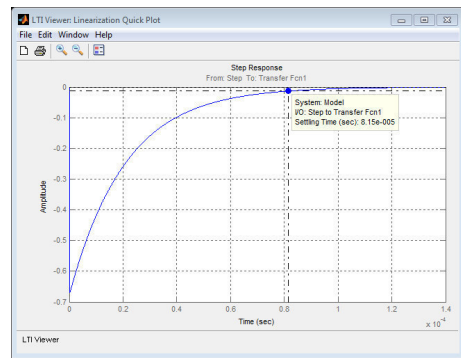 LTI Viewer: Linearization Quick Plot
File Edit Window Help
Step Response
From: Step To: Transfer Fcn1
System: Model
I/O: Step to Transfer Fcn1
Settling Time (sec): 8.15e-005
Amplitude
0
-0.1
-0.2
-0.3
-0.4
-0.5
-0.6
-0.7
0 0.2 0.4 0.6 0.8 1 1.2 1.4
x 10⁻⁴
Time (sec)
LTI Viewer